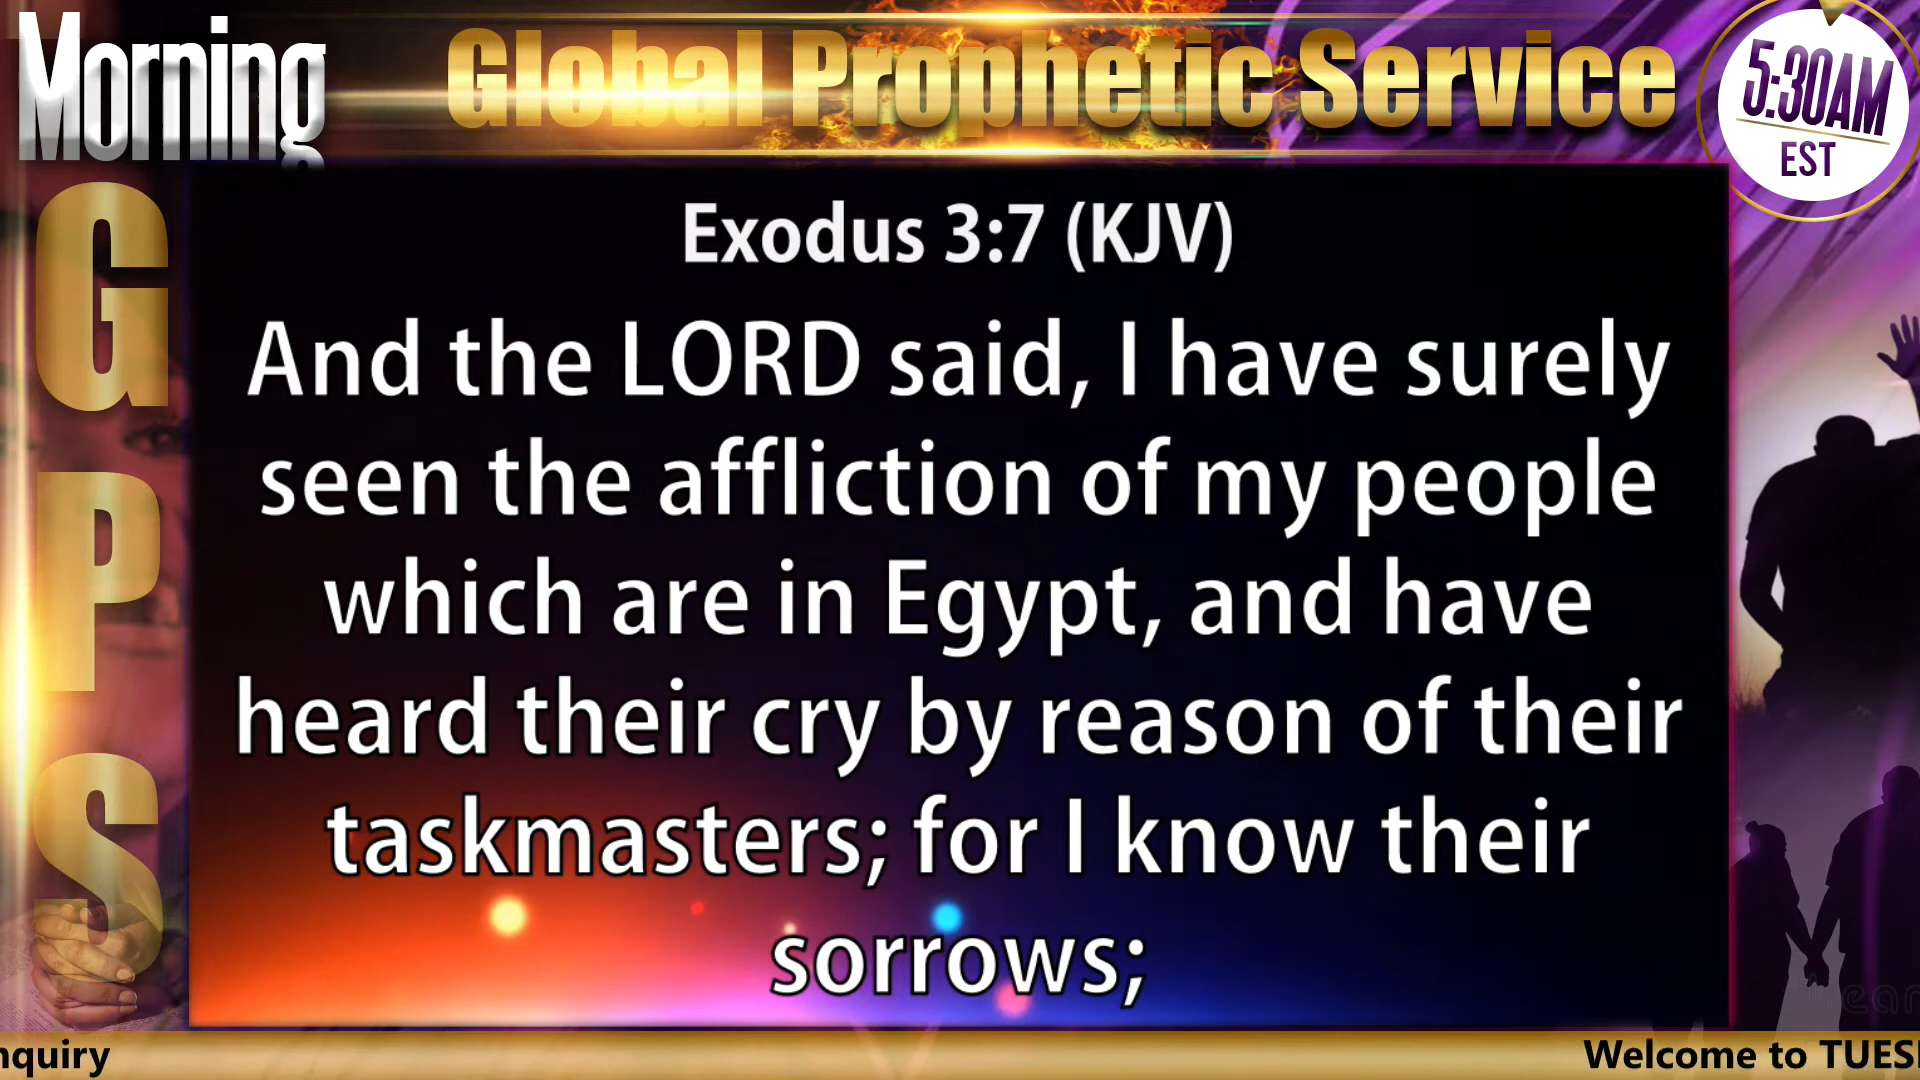 Morning
Global Prophetic Service
5:30AM
EST
G
P
S
Exodus 3:7 (KJV)
And the LORD said, I have surely
seen the affliction of my people
which are in Egypt, and have
heard their cry by reason of their
taskmasters; for I know their
sorrows;
Welcome to